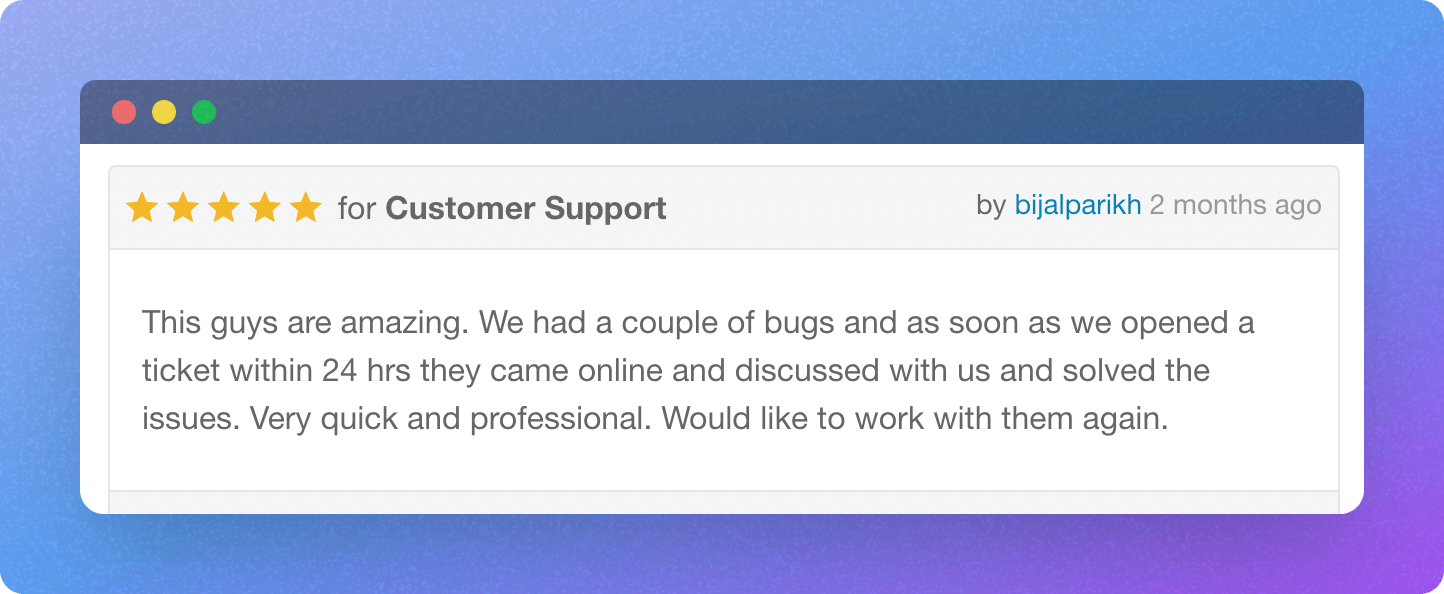 for Customer Support
by bijalparikh 2 months ago
This guys are amazing. We had a couple of bugs and as soon as we opened a
ticket within 24 hrs they came online and discussed with us and solved the
issues. Very quick and professional. Would like to work with them again.